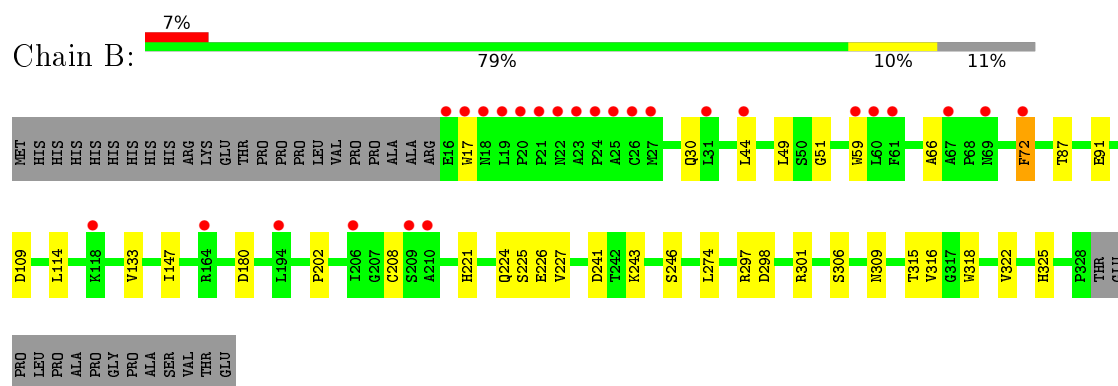 7%
Chain B:
79% 10% 11%
MET HIS HIS HIS HIS HIS HIS HIS HIS ARG LYS GLU THR PRO PRO PRO LEU VAL PRO PRO ALA ALA ARG E16 W17 N18 L19 P20 P21 N22 A23 P24 A25 C26 M27 Q30 L31 L44 L49 S50 G51 W59 L60 F61 A66 A67 P68 N69 F72 T87 E91
D109 L114 K118 V133 I147 R164 D180 L194 P202 I206 G207 C208 S209 A210 H221 Q224 S225 E226 V227 D241 T242 K243 S246 L274 R297 D298 R301 S306 N309 T315 V316 G317 W318 V322 H325 P328 THR GLU
PRO LEU PRO ALA PRO GLY PRO ALA SER VAL THR GLU